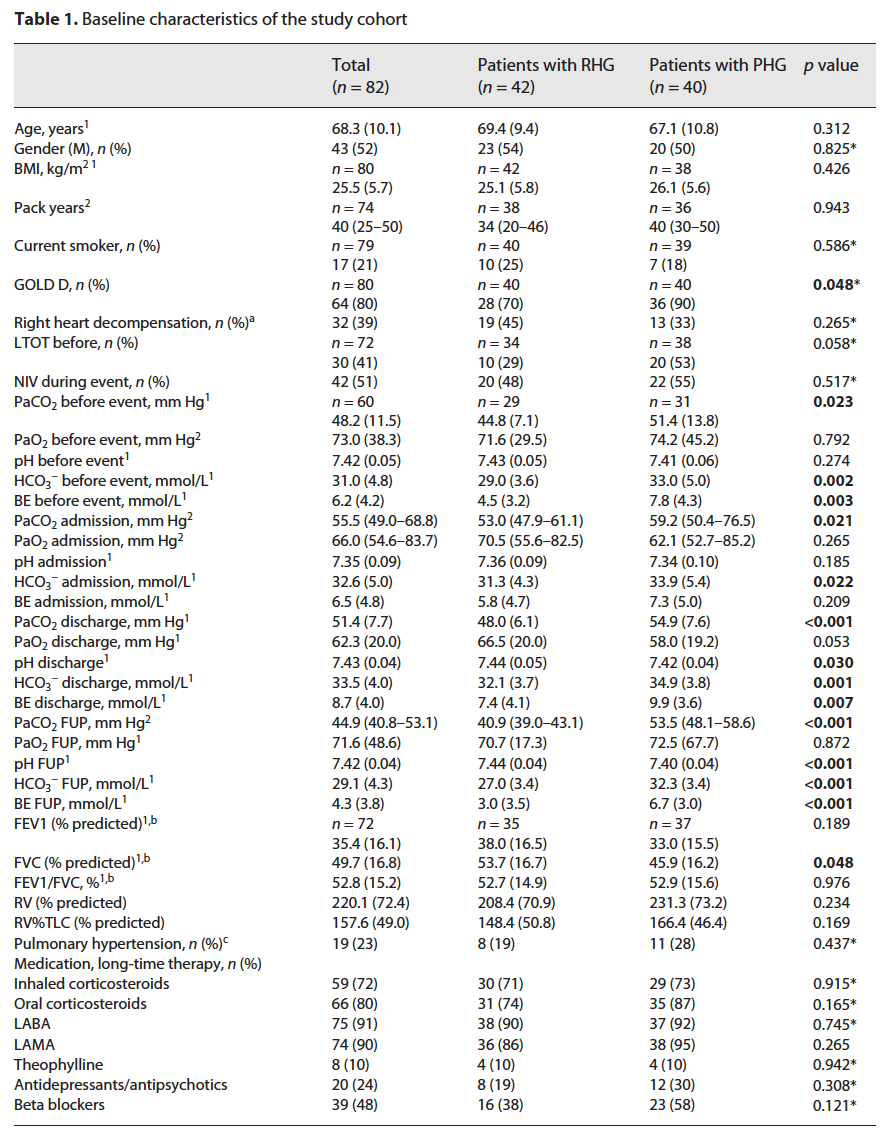 Table 1. Baseline characteristics of the study cohort
Total Patients with RHG Patients with PHG p value
(n = 82) (n = 42) (n = 40)
Age, years¹ 68.3 (10.1) 69.4 (9.4) 67.1 (10.8) 0.312
Gender (M), n (%) 43 (52) 23 (54) 20 (50) 0.825*
BMI, kg/m² ¹ n = 80 n = 42 n = 38 0.426
25.5 (5.7) 25.1 (5.8) 26.1 (5.6)
Pack years² n = 74 n = 38 n = 36 0.943
40 (25–50) 34 (20–46) 40 (30–50)
Current smoker, n (%) n = 79 n = 40 n = 39 0.586*
17 (21) 10 (25) 7 (18)
GOLD D, n (%) n = 80 n = 40 n = 40 0.048*
64 (80) 28 (70) 36 (90)
Right heart decompensation, n (%)ᵃ 32 (39) 19 (45) 13 (33) 0.265*
LTOT before, n (%) n = 72 n = 34 n = 38 0.058*
30 (41) 10 (29) 20 (53)
NIV during event, n (%) 42 (51) 20 (48) 22 (55) 0.517*
PaCO₂ before event, mm Hg¹ n = 60 n = 29 n = 31 0.023
48.2 (11.5) 44.8 (7.1) 51.4 (13.8)
PaO₂ before event, mm Hg² 73.0 (38.3) 71.6 (29.5) 74.2 (45.2) 0.792
pH before event¹ 7.42 (0.05) 7.43 (0.05) 7.41 (0.06) 0.274
HCO₃⁻ before event, mmol/L¹ 31.0 (4.8) 29.0 (3.6) 33.0 (5.0) 0.002
BE before event, mmol/L¹ 6.2 (4.2) 4.5 (3.2) 7.8 (4.3) 0.003
PaCO₂ admission, mm Hg² 55.5 (49.0–68.8) 53.0 (47.9–61.1) 59.2 (50.4–76.5) 0.021
PaO₂ admission, mm Hg² 66.0 (54.6–83.7) 70.5 (55.6–82.5) 62.1 (52.7–85.2) 0.265
pH admission¹ 7.35 (0.09) 7.36 (0.09) 7.34 (0.10) 0.185
HCO₃⁻ admission, mmol/L¹ 32.6 (5.0) 31.3 (4.3) 33.9 (5.4) 0.022
BE admission, mmol/L¹ 6.5 (4.8) 5.8 (4.7) 7.3 (5.0) 0.209
PaCO₂ discharge, mm Hg¹ 51.4 (7.7) 48.0 (6.1) 54.9 (7.6) <0.001
PaO₂ discharge, mm Hg¹ 62.3 (20.0) 66.5 (20.0) 58.0 (19.2) 0.053
pH discharge¹ 7.43 (0.04) 7.44 (0.05) 7.42 (0.04) 0.030
HCO₃⁻ discharge, mmol/L¹ 33.5 (4.0) 32.1 (3.7) 34.9 (3.8) 0.001
BE discharge, mmol/L¹ 8.7 (4.0) 7.4 (4.1) 9.9 (3.6) 0.007
PaCO₂ FUP, mm Hg² 44.9 (40.8–53.1) 40.9 (39.0–43.1) 53.5 (48.1–58.6) <0.001
PaO₂ FUP, mm Hg¹ 71.6 (48.6) 70.7 (17.3) 72.5 (67.7) 0.872
pH FUP¹ 7.42 (0.04) 7.44 (0.04) 7.40 (0.04) <0.001
HCO₃⁻ FUP, mmol/L¹ 29.1 (4.3) 27.0 (3.4) 32.3 (3.4) <0.001
BE FUP, mmol/L¹ 4.3 (3.8) 3.0 (3.5) 6.7 (3.0) <0.001
FEV1 (% predicted)¹,ᵇ n = 72 n = 35 n = 37 0.189
35.4 (16.1) 38.0 (16.5) 33.0 (15.5)
FVC (% predicted)¹,ᵇ 49.7 (16.8) 53.7 (16.7) 45.9 (16.2) 0.048
FEV1/FVC, %¹,ᵇ 52.8 (15.2) 52.7 (14.9) 52.9 (15.6) 0.976
RV (% predicted) 220.1 (72.4) 208.4 (70.9) 231.3 (73.2) 0.234
RV%TLC (% predicted) 157.6 (49.0) 148.4 (50.8) 166.4 (46.4) 0.169
Pulmonary hypertension, n (%)ᶜ 19 (23) 8 (19) 11 (28) 0.437*
Medication, long-time therapy, n (%)
Inhaled corticosteroids 59 (72) 30 (71) 29 (73) 0.915*
Oral corticosteroids 66 (80) 31 (74) 35 (87) 0.165*
LABA 75 (91) 38 (90) 37 (92) 0.745*
LAMA 74 (90) 36 (86) 38 (95) 0.265
Theophylline 8 (10) 4 (10) 4 (10) 0.942*
Antidepressants/antipsychotics 20 (24) 8 (19) 12 (30) 0.308*
Beta blockers 39 (48) 16 (38) 23 (58) 0.121*